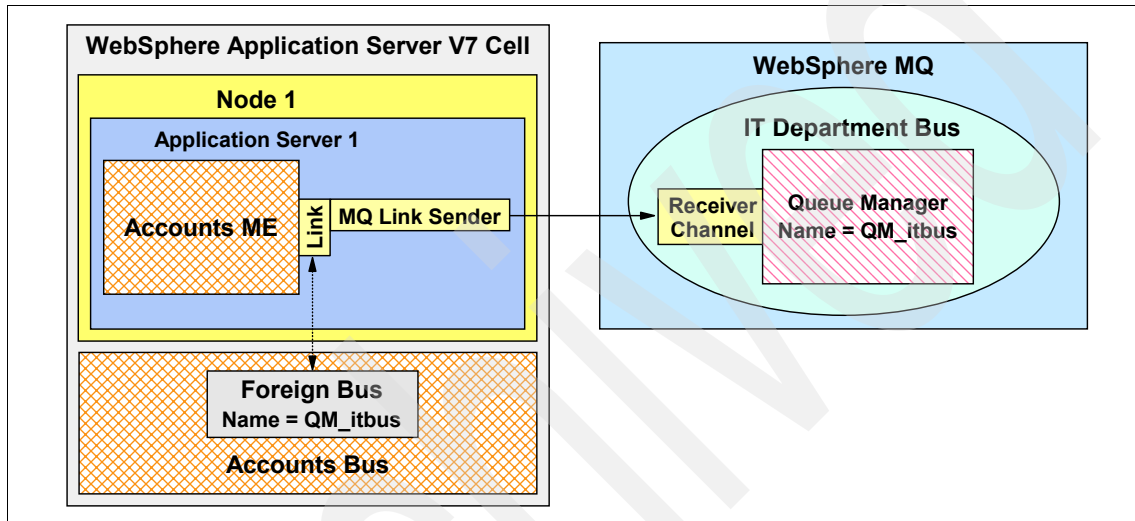 WebSphere Application Server V7 Cell
Node 1
Application Server 1
Accounts ME
Link
MQ Link Sender
Foreign Bus
Name = QM_itbus
Accounts Bus
WebSphere MQ
IT Department Bus
Receiver
Channel
Queue Manager
Name = QM_itbus